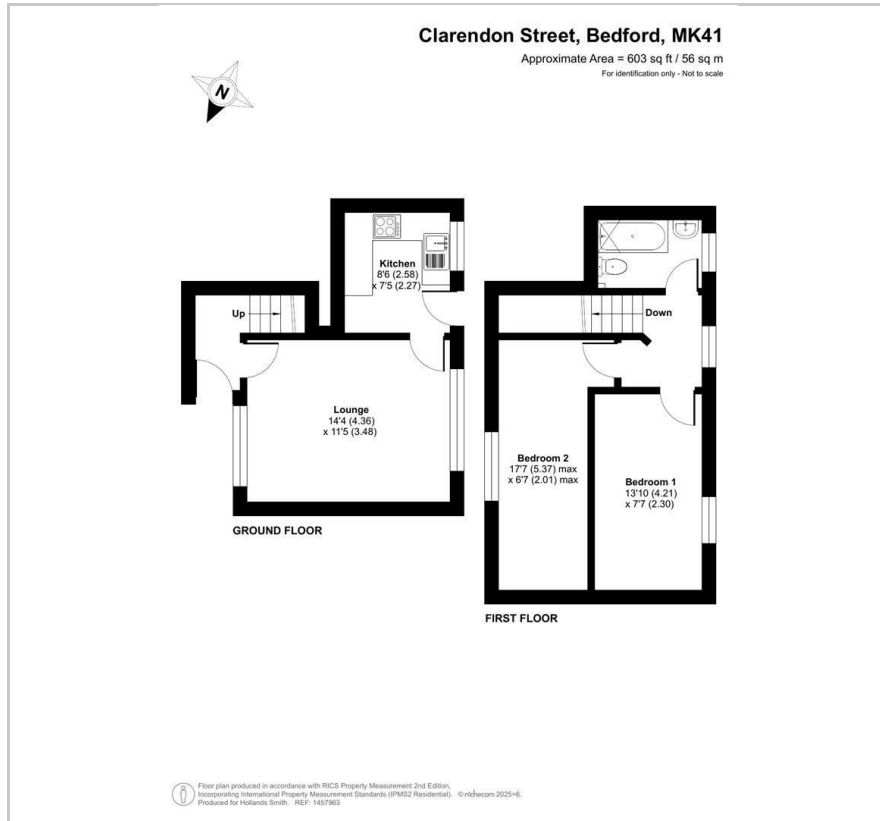 Clarendon Street, Bedford, MK41
Approximate Area = 603 sq ft / 56 sq m
For identification only - Not to scale
N
Kitchen
8'6 (2.58)
x 7'5 (2.27)
Up
Lounge
14'4 (4.36)
x 11'5 (3.48)
GROUND FLOOR
Down
Bedroom 2
17'7 (5.37) max
x 6'7 (2.01) max
Bedroom 1
13'10 (4.21)
x 7'7 (2.30)
FIRST FLOOR
Floor plan produced in accordance with RICS Property Measurement 2nd Edition,
Incorporating International Property Measurement Standards (IPMS2 Residential). ©
Produced for Hollands Smith. REF: 1457963